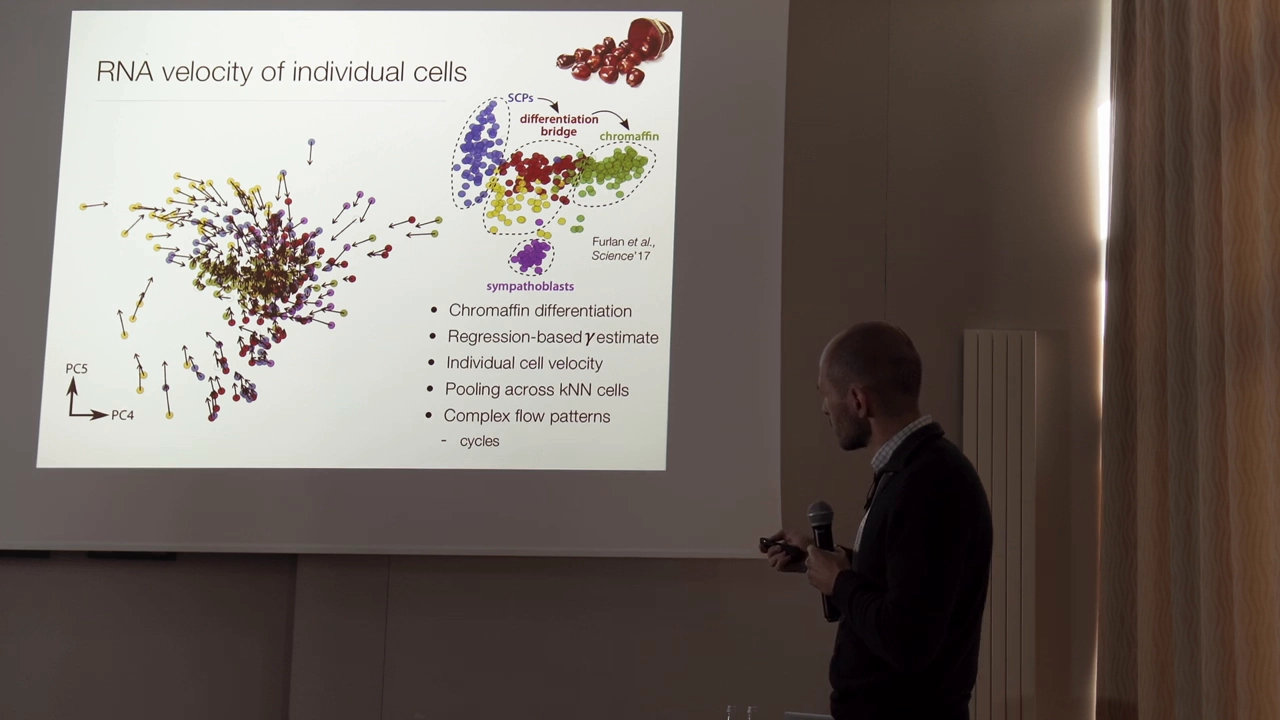 RNA velocity of individual cells
SCPs
differentiation
bridge
chromaffin
Furlan et al.,
Science'17
sympathoblasts
• Chromaffin differentiation
• Regression-based γ estimate
• Individual cell velocity
• Pooling across kNN cells
• Complex flow patterns
- cycles
PC5
PC4